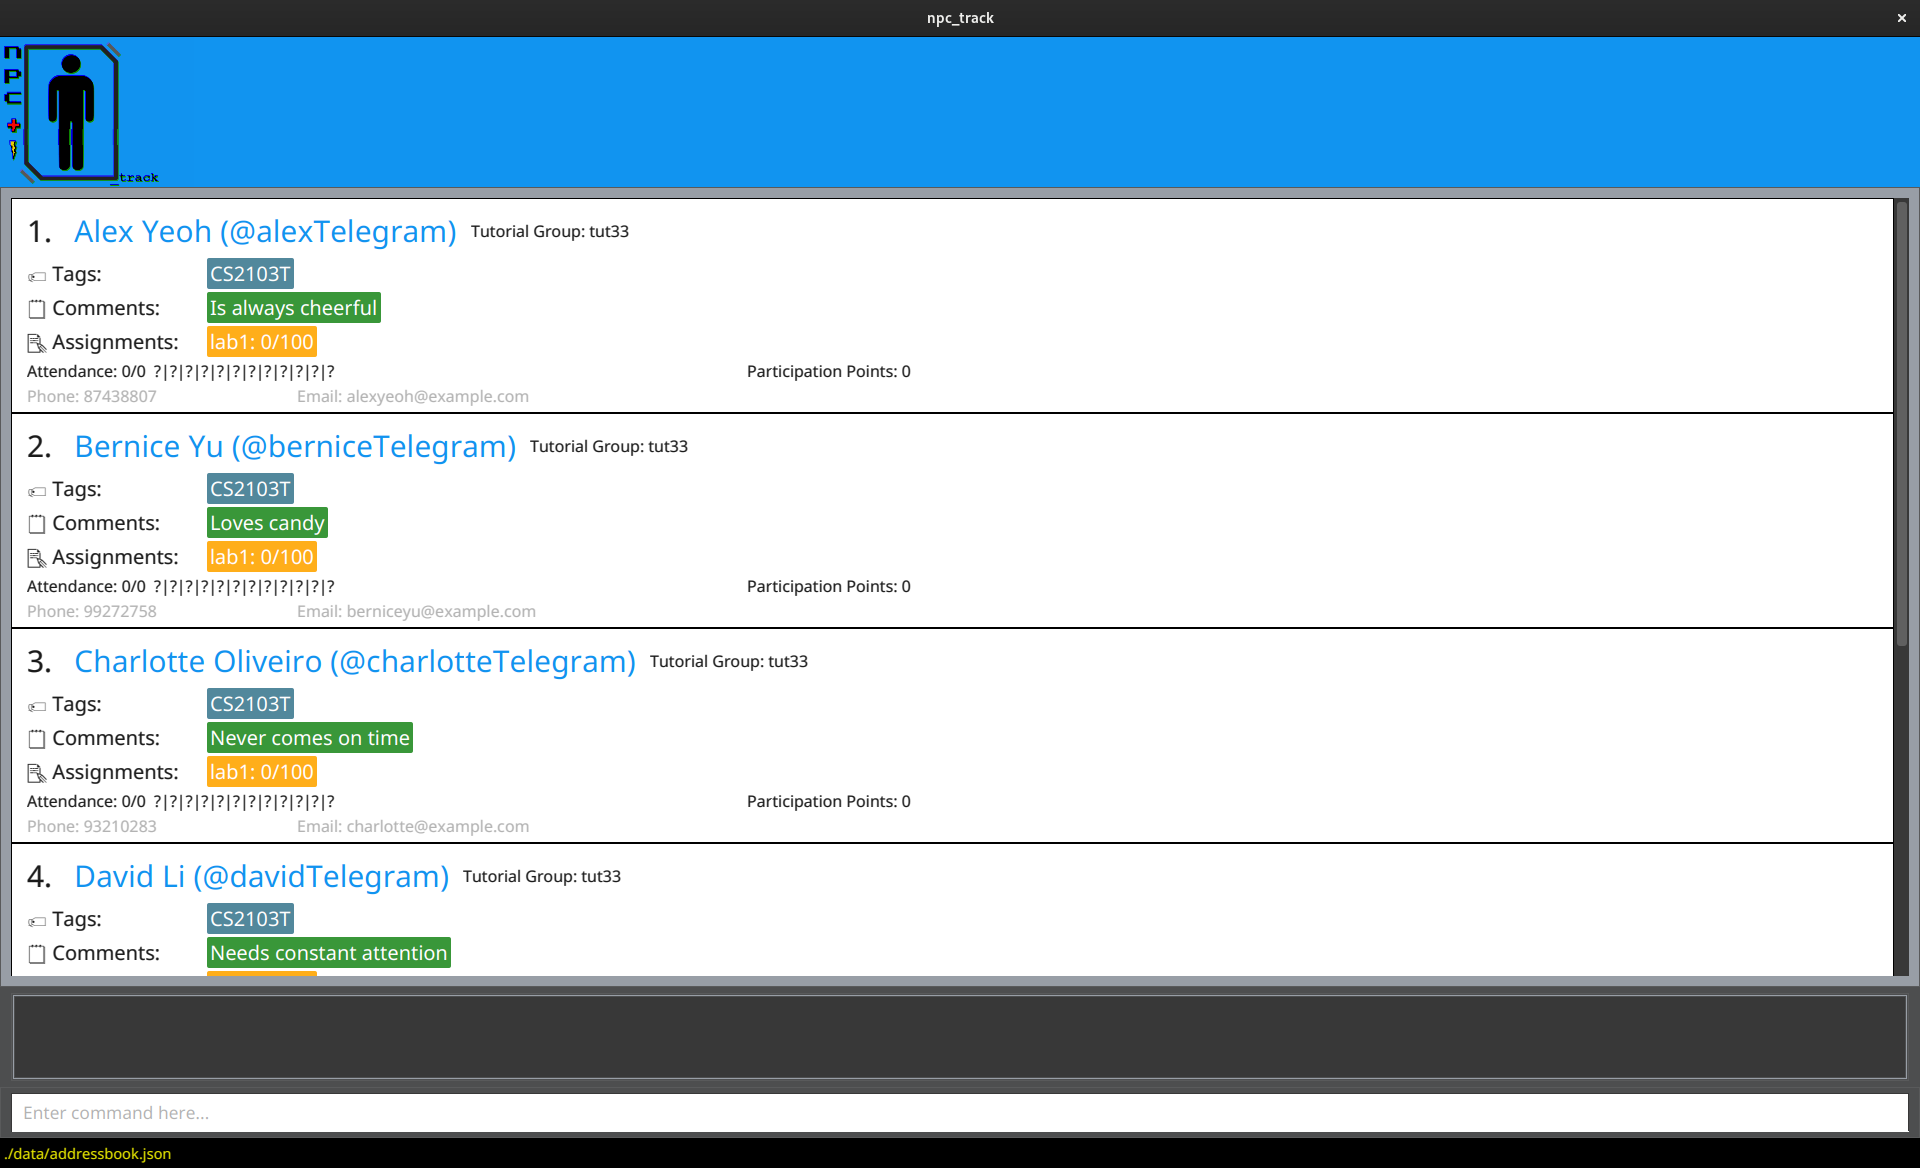 npc_track
n
P
C
+
_track
1. Alex Yeoh (@alexTelegram) Tutorial Group: tut33
Tags: CS2103T
Comments: Is always cheerful
Assignments: lab1: 0/100
Attendance: 0/0 ?|?|?|?|?|?|?|?|?|?|?|? Participation Points: 0
Phone: 87438807 Email: alexyeoh@example.com
2. Bernice Yu (@berniceTelegram) Tutorial Group: tut33
Tags: CS2103T
Comments: Loves candy
Assignments: lab1: 0/100
Attendance: 0/0 ?|?|?|?|?|?|?|?|?|?|?|? Participation Points: 0
Phone: 99272758 Email: berniceyu@example.com
3. Charlotte Oliveiro (@charlotteTelegram) Tutorial Group: tut33
Tags: CS2103T
Comments: Never comes on time
Assignments: lab1: 0/100
Attendance: 0/0 ?|?|?|?|?|?|?|?|?|?|?|? Participation Points: 0
Phone: 93210283 Email: charlotte@example.com
4. David Li (@davidTelegram) Tutorial Group: tut33
Tags: CS2103T
Comments: Needs constant attention
Enter command here...
./data/addressbook.json